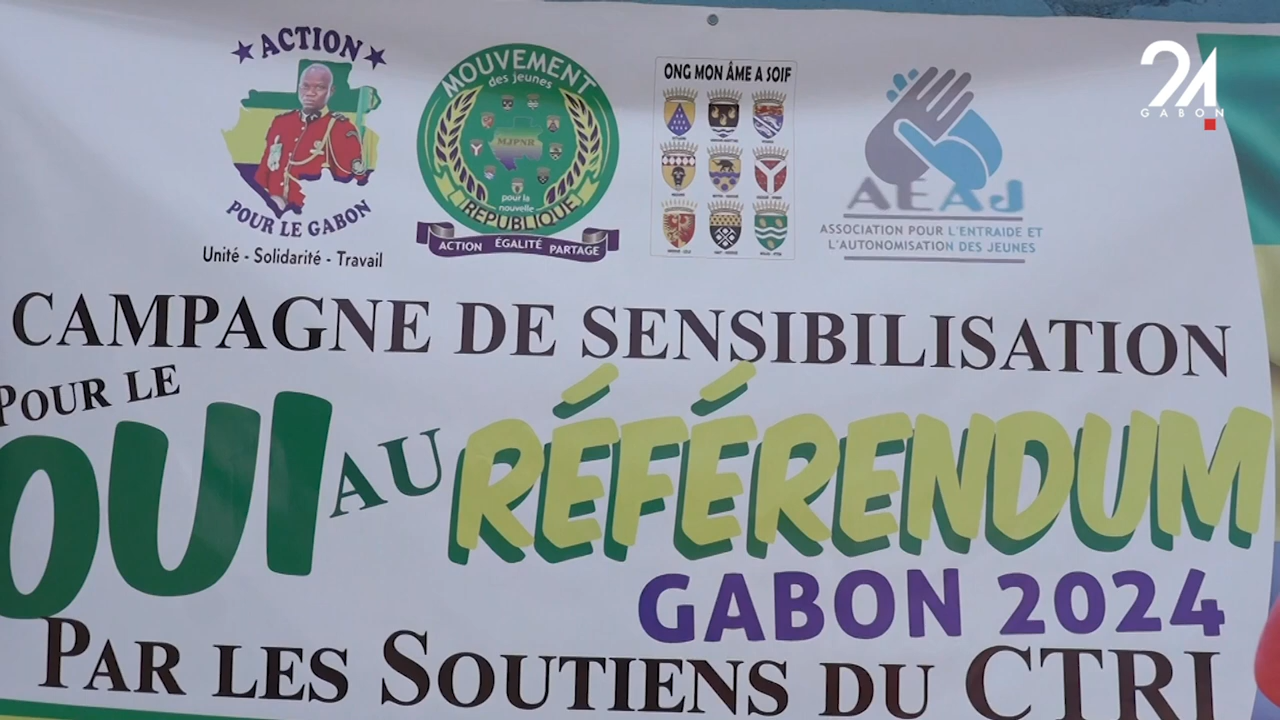 ACTION
POUR LE GABON
Unité - Solidarité - Travail
MOUVEMENT
des jeunes
MJPNR
pour la
nouvelle
RÉPUBLIQUE
ACTION ÉGALITÉ PARTAGE
ONG MON ÂME A SOIF
AEAJ
ASSOCIATION POUR L'ENTRAIDE ET
L'AUTONOMISATION DES JEUNES
24
GABON
CAMPAGNE DE SENSIBILISATION
POUR LE
OUI AU RÉFÉRENDUM
GABON 2024
PAR LES SOUTIENS DU CTRI